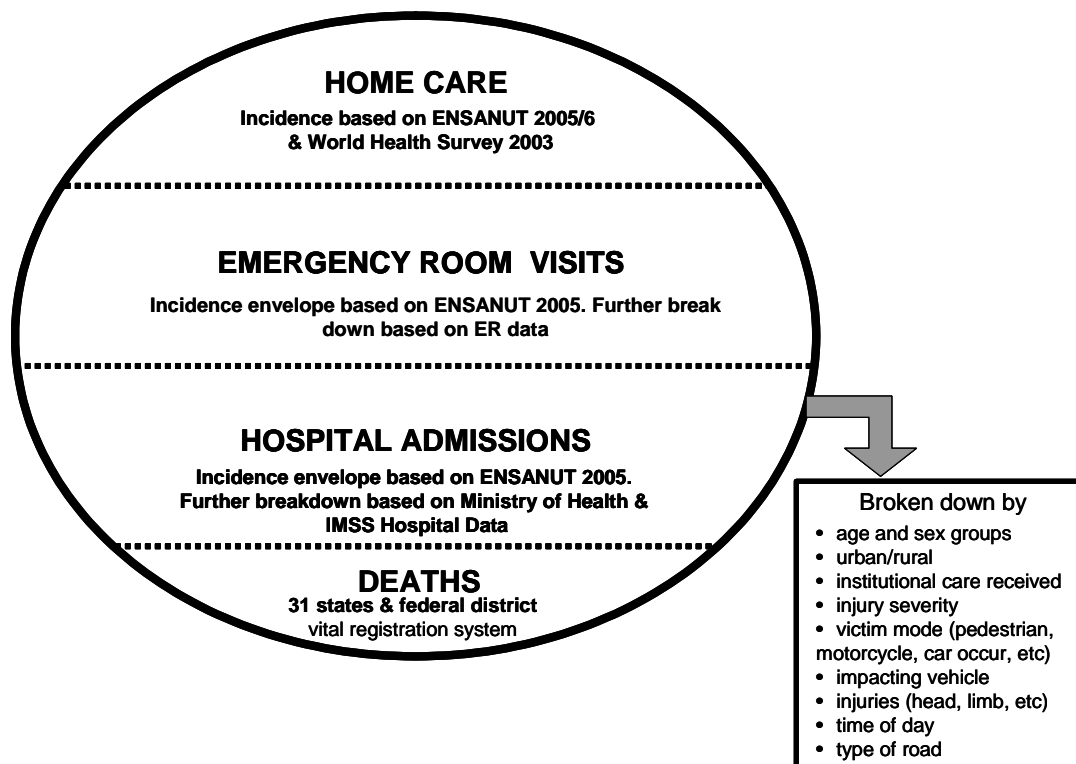 HOME CARE
Incidence based on ENSANUT 2005/6
& World Health Survey 2003
EMERGENCY ROOM VISITS
Incidence envelope based on ENSANUT 2005. Further break
down based on ER data
HOSPITAL ADMISSIONS
Incidence envelope based on ENSANUT 2005.
Further breakdown based on Ministry of Health &
IMSS Hospital Data
DEATHS
31 states & federal district
vital registration system
Broken down by
• age and sex groups
• urban/rural
• institutional care received
• injury severity
• victim mode (pedestrian,
motorcycle, car occur, etc)
• impacting vehicle
• injuries (head, limb, etc)
• time of day
• type of road